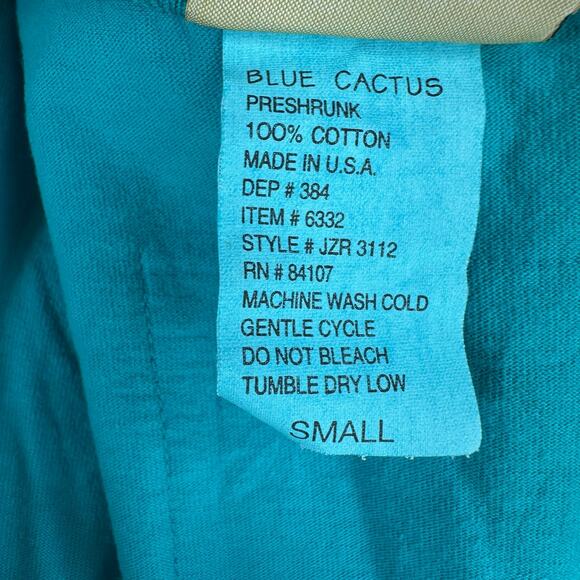 BLUE CACTUS
PRESHRUNK
100% COTTON
MADE IN U.S.A.
DEP # 384
ITEM # 6332
STYLE # JZR 3112
RN # 84107
MACHINE WASH COLD
GENTLE CYCLE
DO NOT BLEACH
TUMBLE DRY LOW
SMALL